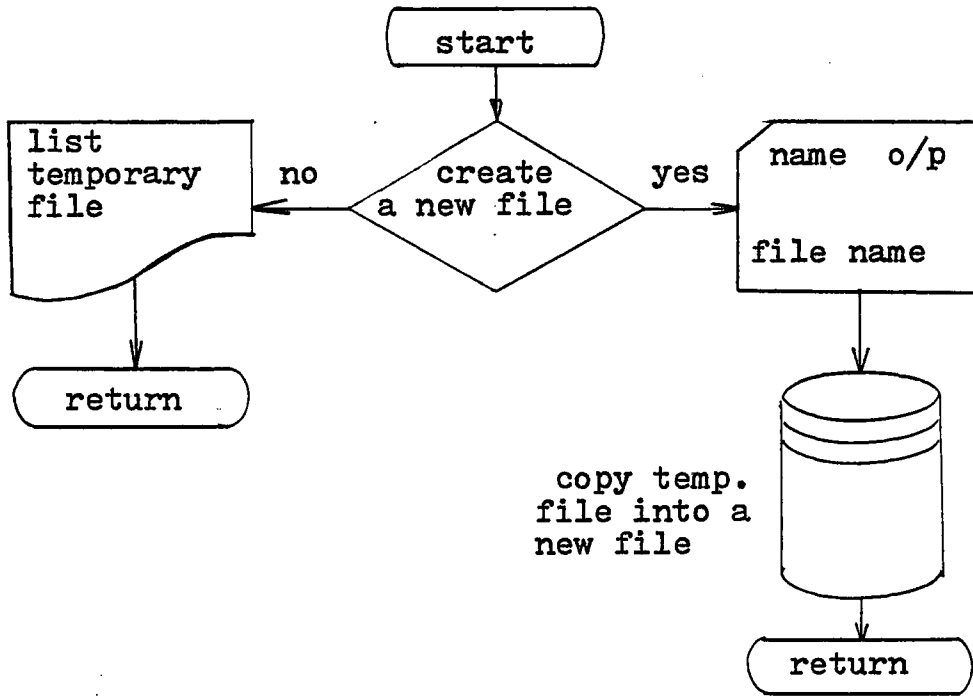 start
list
temporary
file
no
create
a new file
yes
name o/p
file name
return
copy temp.
file into a
new file
return